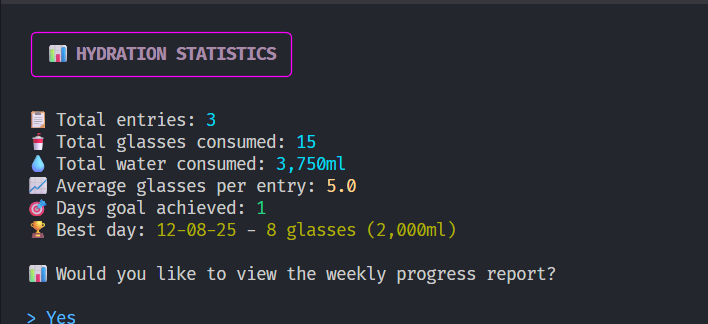 📊 HYDRATION STATISTICS
📋 Total entries: 3
🥤 Total glasses consumed: 15
💧 Total water consumed: 3,750ml
📈 Average glasses per entry: 5.0
🎯 Days goal achieved: 1
🏆 Best day: 12-08-25 - 8 glasses (2,000ml)
📊 Would you like to view the weekly progress report?
> Yes